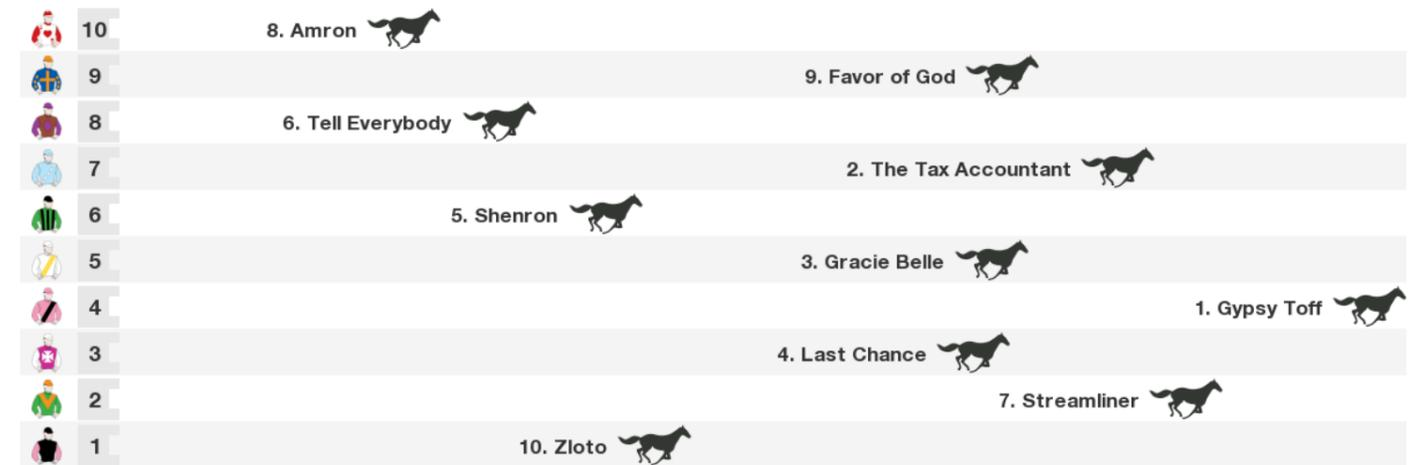 10 8. Amron
9 9. Favor of God
8 6. Tell Everybody
7 2. The Tax Accountant
6 5. Shenron
5 3. Gracie Belle
4 1. Gypsy Toff
3 4. Last Chance
2 7. Streamliner
1 10. Zloto